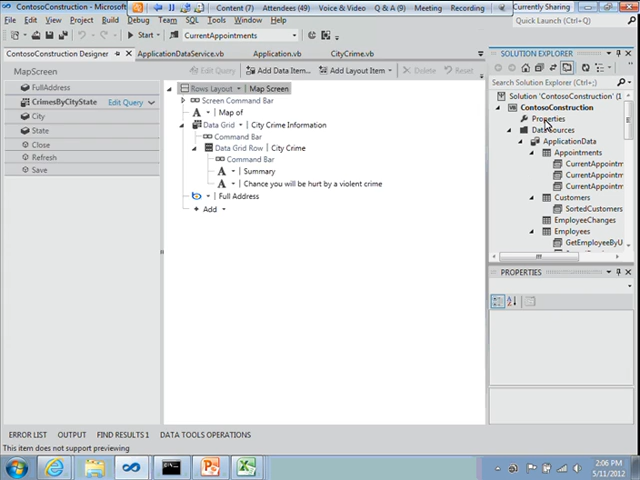 ContosoConstruction - Microsoft
Content (7)
Attendees (49)
Voice & Video
Meeting
Recording
Currently Sharing
File
Edit
View
Project
Build
Debug
Team
SQL
Tools
Window
Quick Launch (Ctrl+;)
Start
CurrentAppointments
ContosoConstruction Designer
ApplicationDataService.vb
Application.vb
CityCrime.vb
SOLUTION EXPLORER
MapScreen
Edit Query
Add Data Item...
Add Layout Item
Delete
Reset
Search Solution Explorer (Ctrl+;)
FullAddress
CrimesByCityState
Edit Query
City
State
Close
Refresh
Save
Rows Layout
Map Screen
Screen Command Bar
A | Map of
Data Grid | City Crime Information
Command Bar
Data Grid Row | City Crime
Command Bar
A | Summary
A | Chance you will be hurt by a violent crime
| Full Address
+ Add
Solution 'ContosoConstruction' (1
ContosoConstruction
Properties
Data Sources
ApplicationData
Appointments
CurrentAppointm
CurrentAppointm
CurrentAppointm
Customers
SortedCustomers
EmployeeChanges
Employees
GetEmployeeByU
PROPERTIES
ERROR LIST
OUTPUT
FIND RESULTS 1
DATA TOOLS OPERATIONS
This item does not support previewing
2:06 PM
5/11/2012